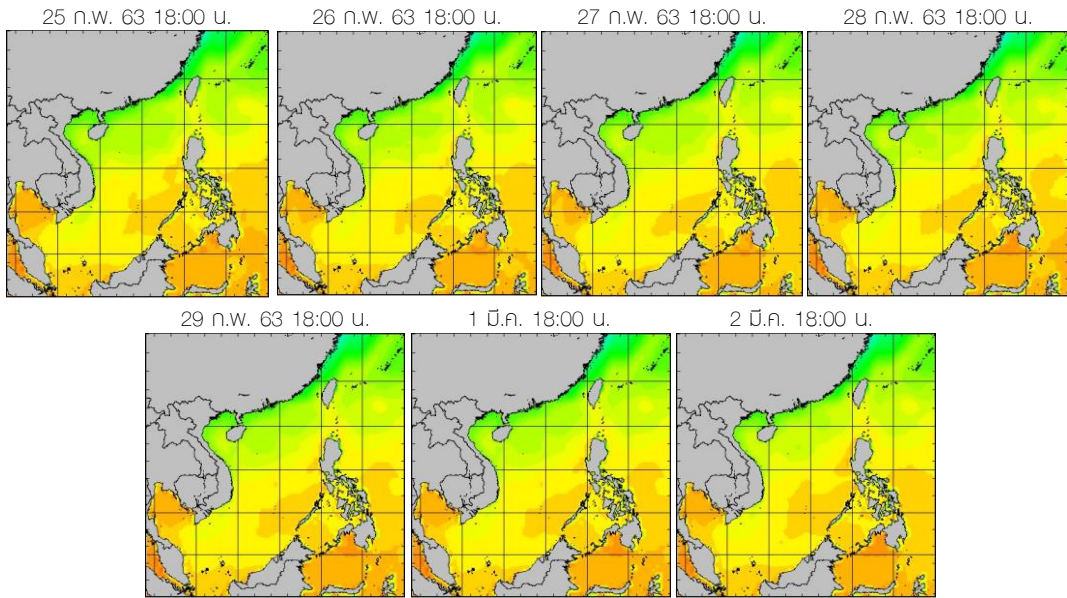 25 ก.พ. 63 18:00 น.
26 ก.พ. 63 18:00 น.
27 ก.พ. 63 18:00 น.
28 ก.พ. 63 18:00 น.
29 ก.พ. 63 18:00 น.
1 มี.ค. 18:00 น.
2 มี.ค. 18:00 น.